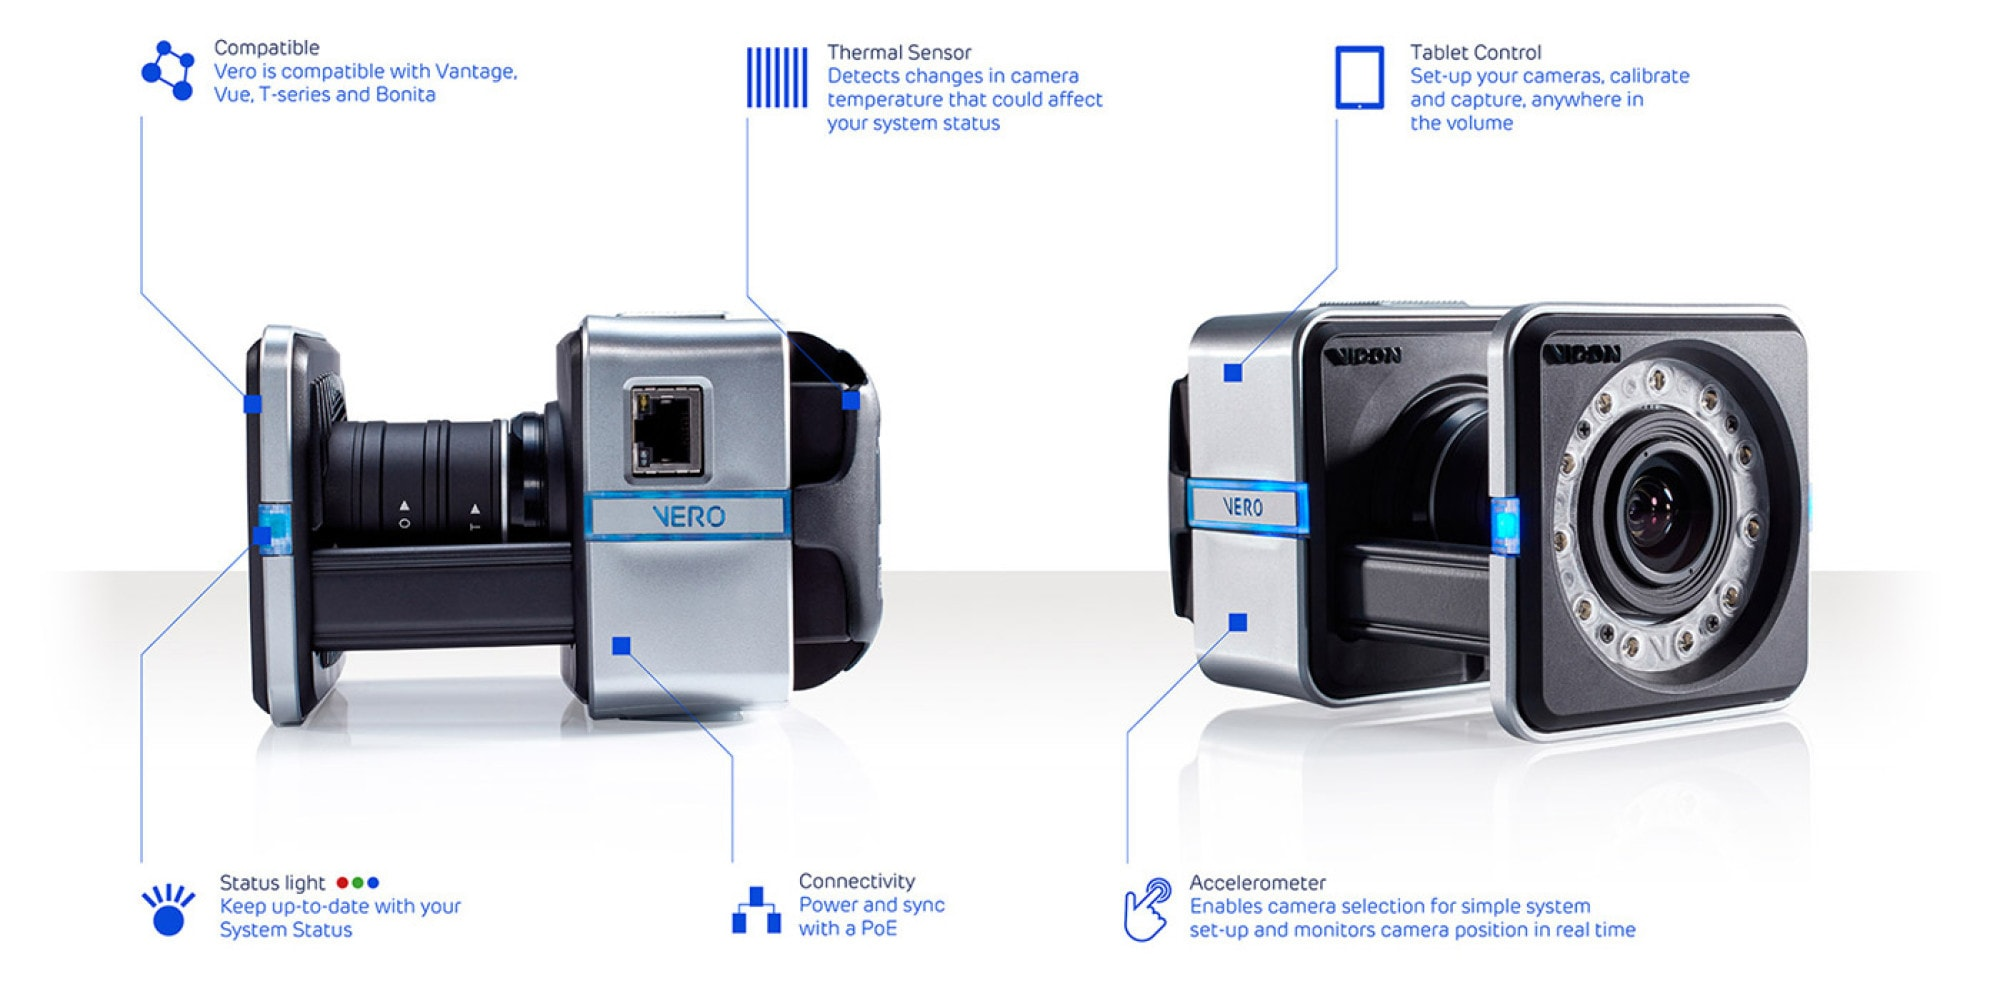 Compatible
Vero is compatible with Vantage,
Vue, T-series and Bonita
Thermal Sensor
Detects changes in camera
temperature that could affect
your system status
Tablet Control
Set-up your cameras, calibrate
and capture, anywhere in
the volume
VICON
VICON
VERO
VERO
O
T
Status light
Keep up-to-date with your
System Status
Connectivity
Power and sync
with a PoE
Accelerometer
Enables camera selection for simple system
set-up and monitors camera position in real time